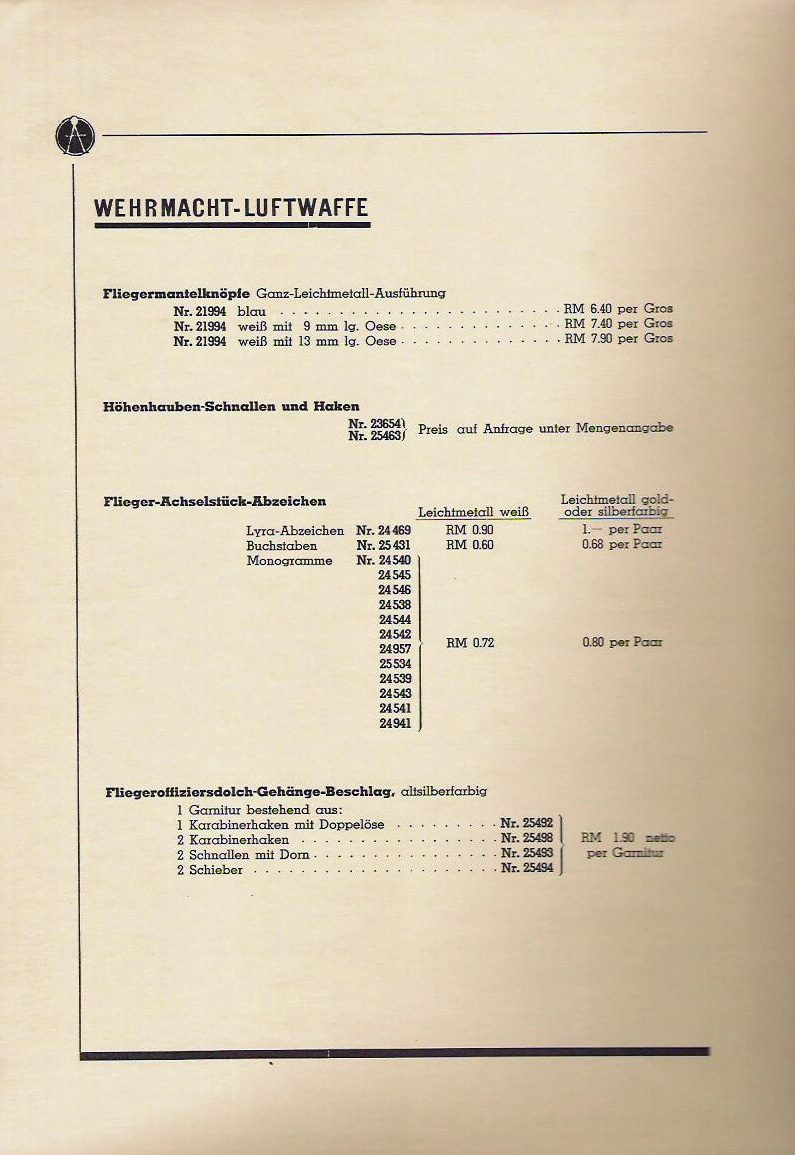 WEHRMACHT-LUFTWAFFE
Fliegermantelknöpfe Ganz-Leichtmetall-Ausführung
Nr. 21994 blau . . . . . . . . . . . . . . . . . . . . . . . . RM 6.40 per Gros
Nr. 21994 weiß mit 9 mm lg. Oese . . . . . . . . . . . . RM 7.40 per Gros
Nr. 21994 weiß mit 13 mm lg. Oese . . . . . . . . . . . . RM 7.90 per Gros
Höhenhauben-Schnallen und Haken
Nr. 23654
Nr. 25463 Preis auf Anfrage unter Mengenangabe
Flieger-Achselstück-Abzeichen
Leichtmetall weiß Leichtmetall gold-
oder silberfarbig
Lyra-Abzeichen Nr. 24469 RM 0.90 1.— per Paar
Buchstaben Nr. 25431 RM 0.60 0.68 per Paar
Monogramme Nr. 24540
24545
24546
24538
24544
24542
24957 RM 0.72 0.80 per Paar
25534
24539
24543
24541
24941
Fliegeroffiziersdolch-Gehänge-Beschlag, altsilberfarbig
1 Garnitur bestehend aus:
1 Karabinerhaken mit Doppelöse . . . . . . . . . Nr. 25492
2 Karabinerhaken . . . . . . . . . . . . . . . . . Nr. 25498 RM 1.90 netto
2 Schnallen mit Dorn . . . . . . . . . . . . . . . . Nr. 25493 per Garnitur
2 Schieber . . . . . . . . . . . . . . . . . . . . . Nr. 25494